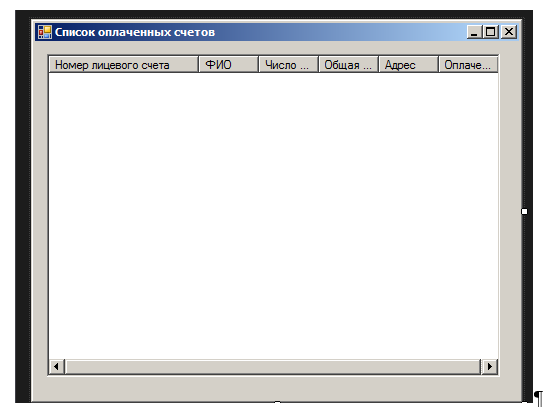 Список оплаченных счетов
Номер лицевого счета ФИО Число ... Общая ... Адрес Оплаче...
¶